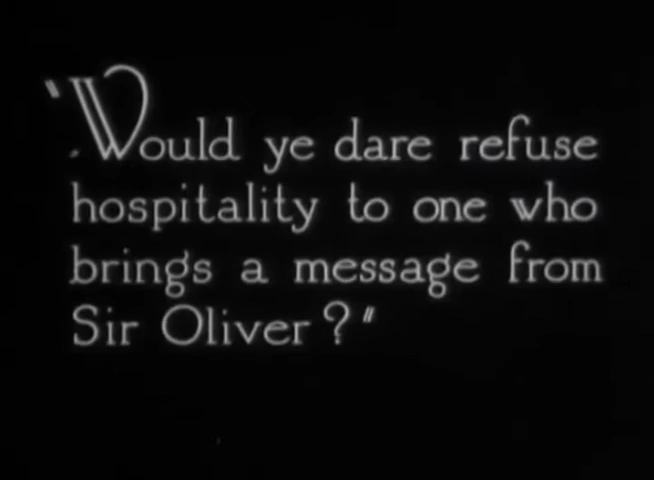 "Would ye dare refuse
hospitality to one who
brings a message from
Sir Oliver?"